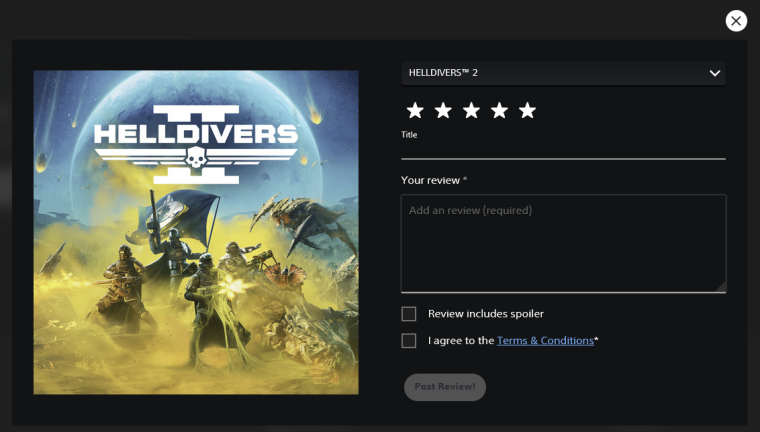 HELLDIVERS
II
HELLDIVERS™ 2
Title
Your review *
Add an review (required)
Review includes spoiler
I agree to the Terms & Conditions*
Post Review!